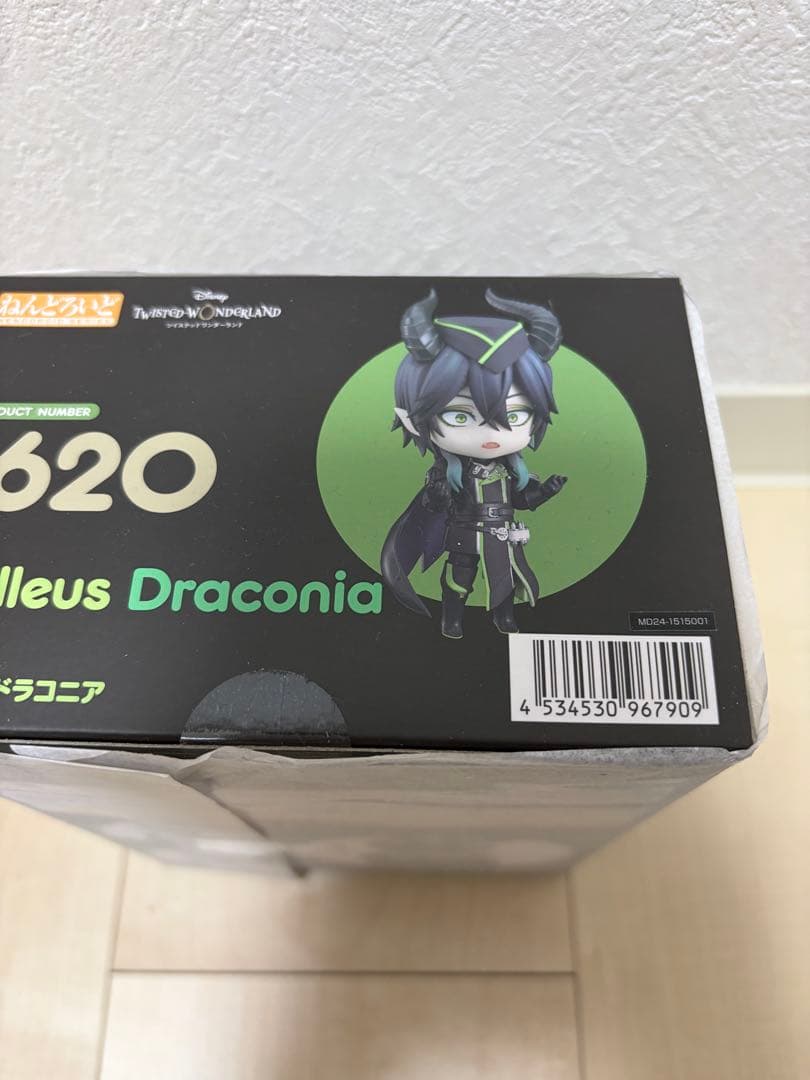 ねんどろいど
Disney
TWISTED-WONDERLAND
ツイステッドワンダーランド
DUCT NUMBER
620
lleus Draconia
ドラコニア
MD24-1515001
4 534530 967909